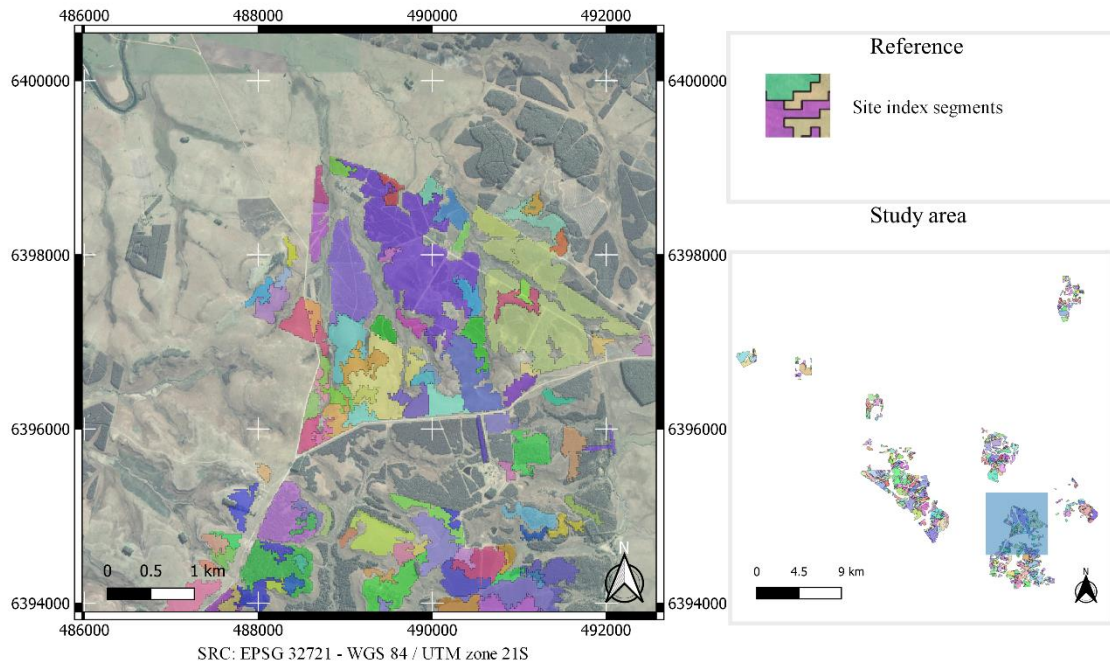 486000 488000 490000 492000
6400000 6400000
6398000 6398000
6396000 6396000
6394000 6394000
0 0.5 1 km
N
486000 488000 490000 492000
SRC: EPSG 32721 - WGS 84 / UTM zone 21S
Reference
Site index segments
Study area
0 4.5 9 km
N